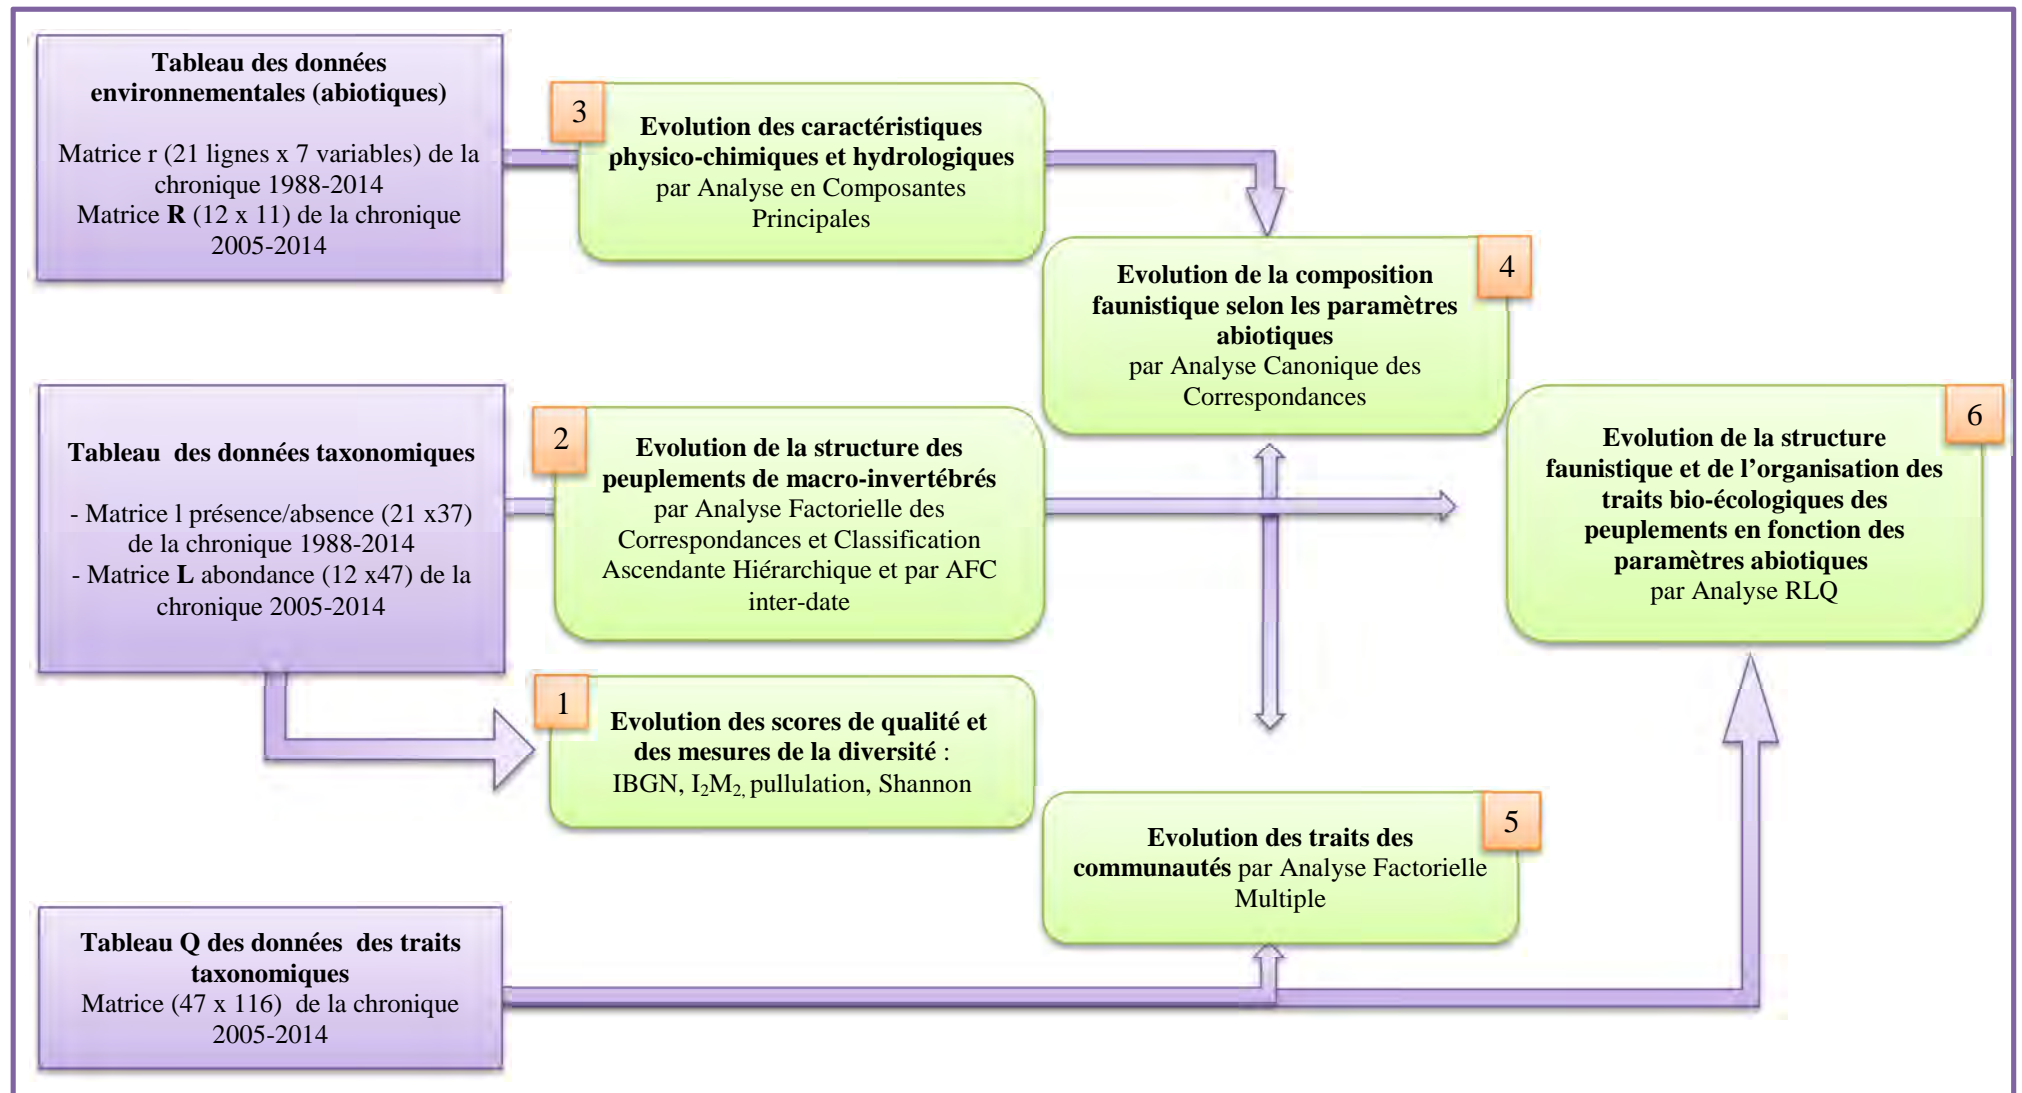 Tableau des données
environnementales (abiotiques)
Matrice r (21 lignes x 7 variables) de la
chronique 1988-2014
Matrice R (12 x 11) de la chronique
2005-2014
3
Evolution des caractéristiques
physico-chimiques et hydrologiques
par Analyse en Composantes
Principales
4
Evolution de la composition
faunistique selon les paramètres
abiotiques
par Analyse Canonique des
Correspondances
Tableau des données taxonomiques
- Matrice l présence/absence (21 x37)
de la chronique 1988-2014
- Matrice L abondance (12 x47) de la
chronique 2005-2014
2
Evolution de la structure des
peuplements de macro-invertébrés
par Analyse Factorielle des
Correspondances et Classification
Ascendante Hiérarchique et par AFC
inter-date
6
Evolution de la structure
faunistique et de l’organisation des
traits bio-écologiques des
peuplements en fonction des
paramètres abiotiques
par Analyse RLQ
1
Evolution des scores de qualité et
des mesures de la diversité :
IBGN, I₂M₂, pullulation, Shannon
5
Evolution des traits des
communautés par Analyse Factorielle
Multiple
Tableau Q des données des traits
taxonomiques
Matrice (47 x 116) de la chronique
2005-2014